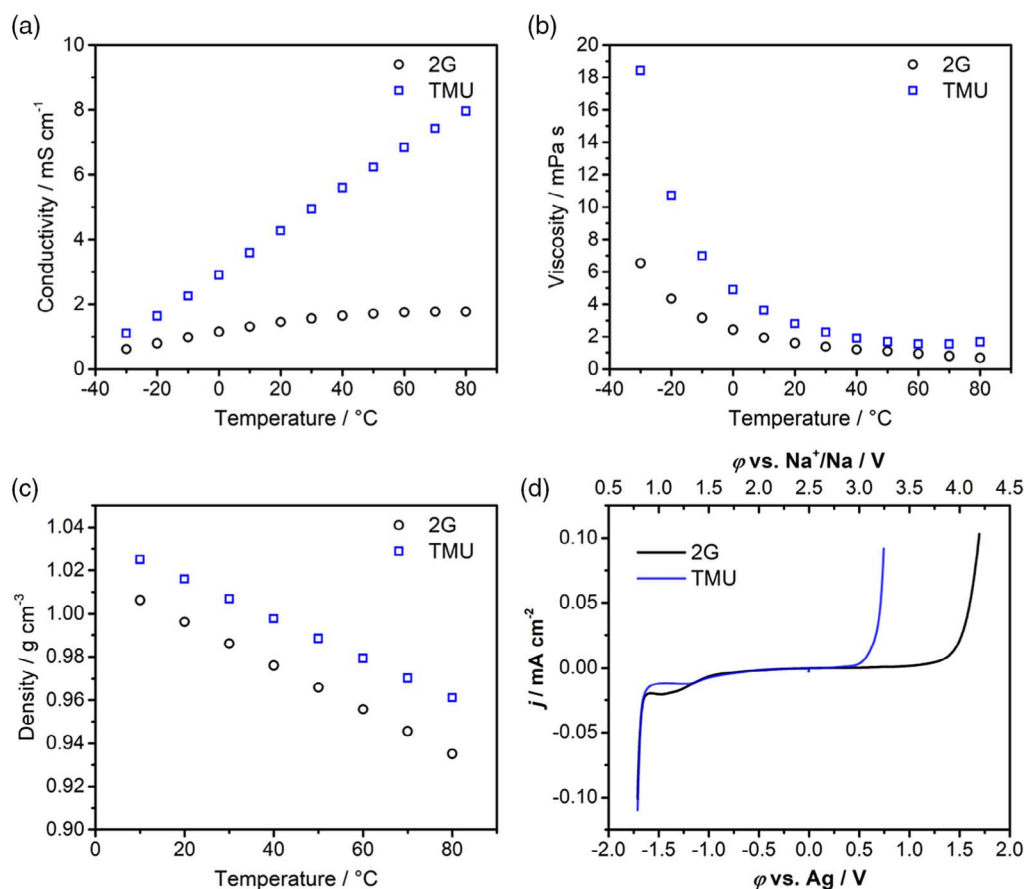 (a)
10
8
6
4
2
0
-40 -20 0 20 40 60 80
Conductivity / mS cm⁻¹
Temperature / °C
2G
TMU
(b)
20
18
16
14
12
10
8
6
4
2
0
-40 -20 0 20 40 60 80
Viscosity / mPa s
Temperature / °C
2G
TMU
(c)
1.04
1.02
1.00
0.98
0.96
0.94
0.92
0.90
0 20 40 60 80
Density / g cm⁻³
Temperature / °C
2G
TMU
φ vs. Na⁺/Na / V
0.5 1.0 1.5 2.0 2.5 3.0 3.5 4.0 4.5
(d)
0.10
0.05
0.00
-0.05
-0.10
j / mA cm⁻²
2G
TMU
-2.0 -1.5 -1.0 -0.5 0.0 0.5 1.0 1.5 2.0
φ vs. Ag / V